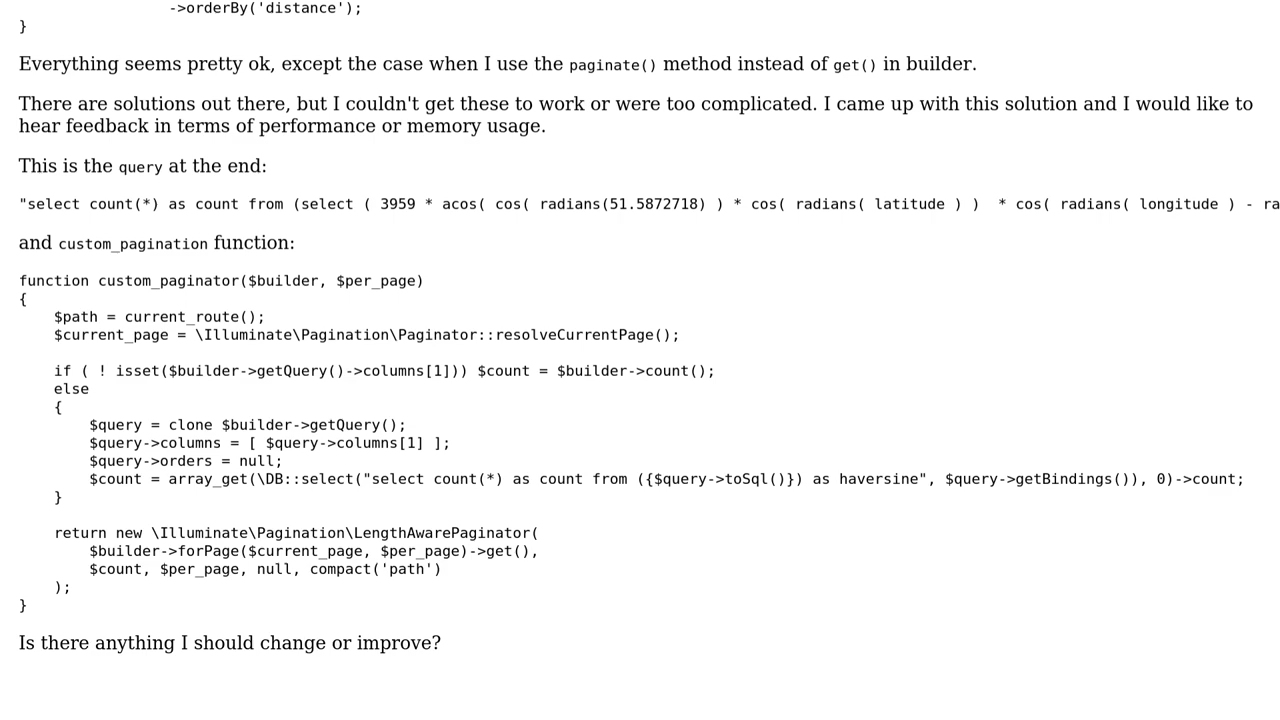 ->orderBy('distance');
}
Everything seems pretty ok, except the case when I use the paginate() method instead of get() in builder.
There are solutions out there, but I couldn't get these to work or were too complicated. I came up with this solution and I would like to
hear feedback in terms of performance or memory usage.
This is the query at the end:
"select count(*) as count from (select ( 3959 * acos( cos( radians(51.5872718) ) * cos( radians( latitude ) )  * cos( radians( longitude ) - ra
and custom_pagination function:
function custom_paginator($builder, $per_page)
{
    $path = current_route();
    $current_page = \Illuminate\Pagination\Paginator::resolveCurrentPage();
    if ( ! isset($builder->getQuery()->columns[1])) $count = $builder->count();
    else
    {
        $query = clone $builder->getQuery();
        $query->columns = [ $query->columns[1] ];
        $query->orders = null;
        $count = array_get(\DB::select("select count(*) as count from ({$query->toSql()}) as haversine", $query->getBindings()), 0)->count;
    }
    return new \Illuminate\Pagination\LengthAwarePaginator(
        $builder->forPage($current_page, $per_page)->get(),
        $count, $per_page, null, compact('path')
    );
}
Is there anything I should change or improve?